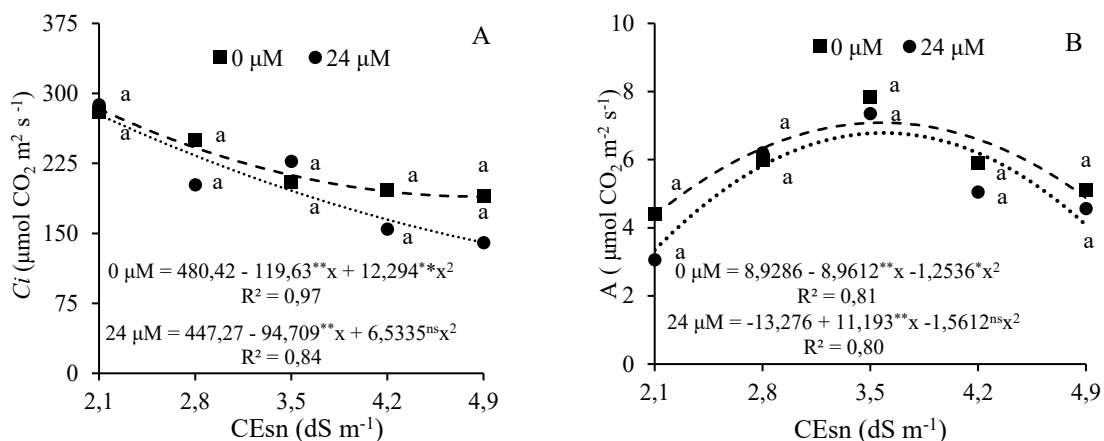 A
■ 0 μM ● 24 μM
375
300
225
150
75
0
Ci (μmol CO₂ m² s⁻¹)
a a a a a
a a a a a
0 μM = 480,42 - 119,63**x + 12,294**x²
R² = 0,97
24 μM = 447,27 - 94,709**x + 6,5335ⁿˢx²
R² = 0,84
2,1 2,8 3,5 4,2 4,9
CEsn (dS m⁻¹)
B
■ 0 μM ● 24 μM
10
8
6
4
2
0
A ( μmol CO₂ m⁻² s⁻¹)
a a a a a
a a a a a
0 μM = 8,9286 - 8,9612**x -1,2536*x²
R² = 0,81
24 μM = -13,276 + 11,193**x -1,5612ⁿˢx²
R² = 0,80
2,1 2,8 3,5 4,2 4,9
CEsn (dS m⁻¹)